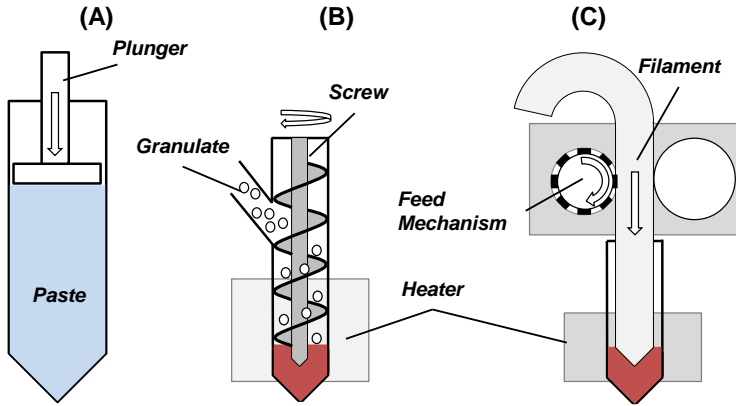 (A)
Plunger
Paste
(B)
Screw
Granulate
Heater
(C)
Filament
Feed
Mechanism